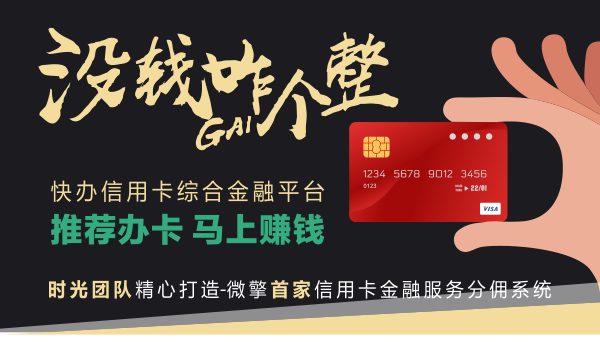 没钱咋个整
GAI
快办信用卡综合金融平台
推荐办卡 马上赚钱
1234 5678 9012 3456
0123
22/01
VISA
时光团队精心打造-微擎首家信用卡金融服务分佣系统